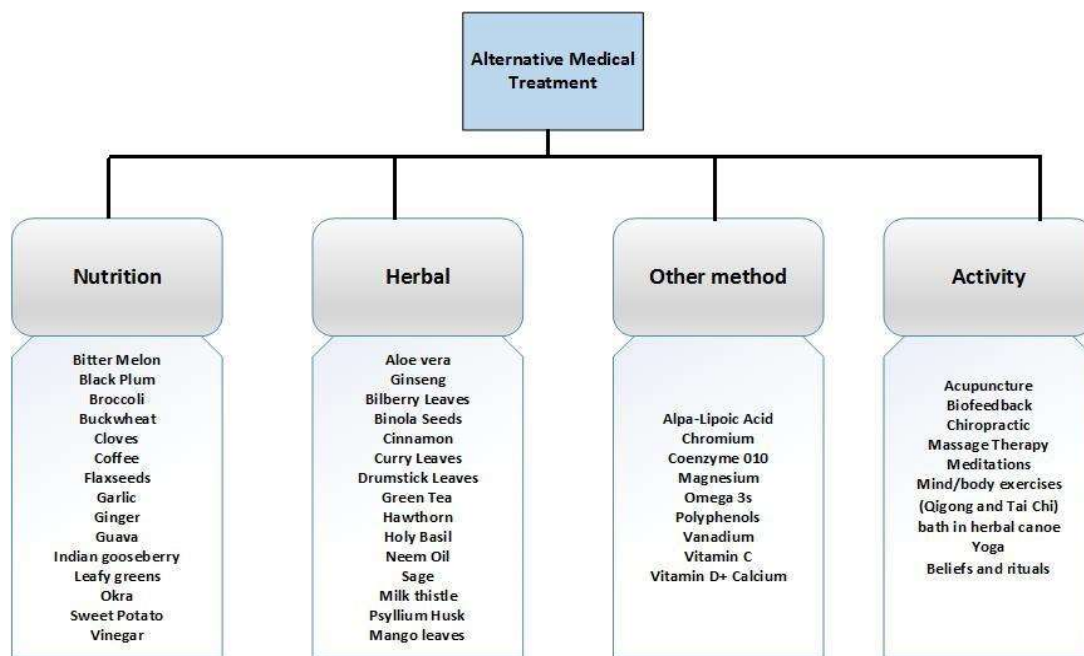 Alternative Medical
Treatment
Nutrition
Bitter Melon
Black Plum
Broccoli
Buckwheat
Cloves
Coffee
Flaxseeds
Garlic
Ginger
Guava
Indian gooseberry
Leafy greens
Okra
Sweet Potato
Vinegar
Herbal
Aloe vera
Ginseng
Bilberry Leaves
Binola Seeds
Cinnamon
Curry Leaves
Drumstick Leaves
Green Tea
Hawthorn
Holy Basil
Neem Oil
Sage
Milk thistle
Psyllium Husk
Mango leaves
Other method
Alpa-Lipoic Acid
Chromium
Coenzyme 010
Magnesium
Omega 3s
Polyphenols
Vanadium
Vitamin C
Vitamin D+ Calcium
Activity
Acupuncture
Biofeedback
Chiropractic
Massage Therapy
Meditations
Mind/body exercises
(Qigong and Tai Chi)
bath in herbal canoe
Yoga
Beliefs and rituals